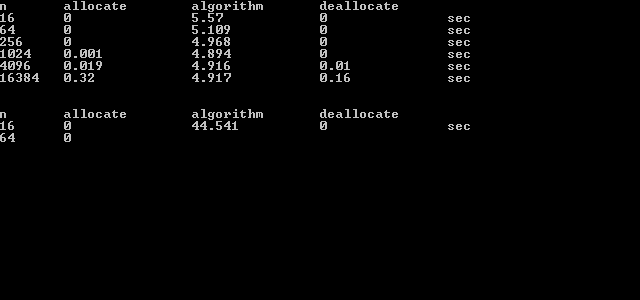 n allocate algorithm deallocate
16 0 5.57 0 sec
64 0 5.109 0 sec
256 0 4.968 0 sec
1024 0.001 4.894 0 sec
4096 0.019 4.916 0.01 sec
16384 0.32 4.917 0.16 sec
n allocate algorithm deallocate
16 0 44.541 0 sec
64 0